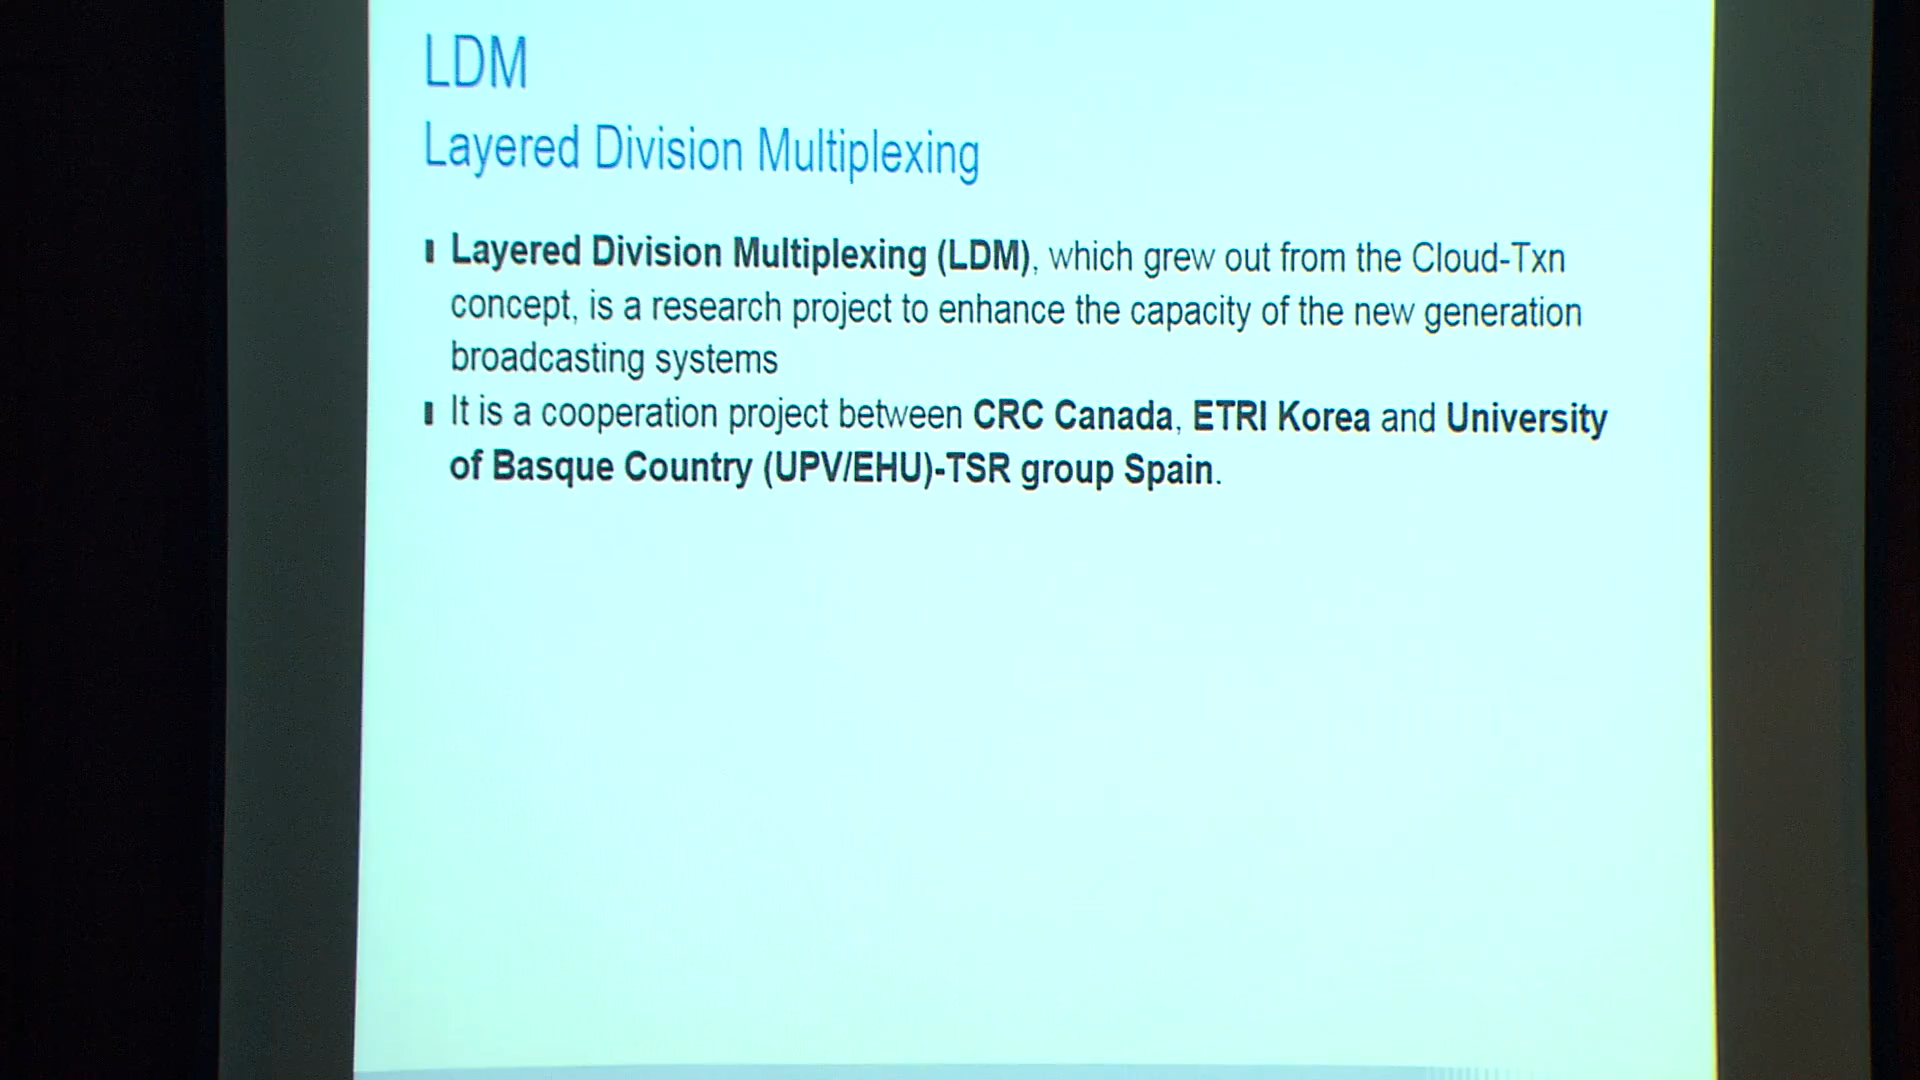 LDM
Layered Division Multiplexing
Layered Division Multiplexing (LDM), which grew out from the Cloud-Txn
concept, is a research project to enhance the capacity of the new generation
broadcasting systems
It is a cooperation project between CRC Canada, ETRI Korea and University
of Basque Country (UPV/EHU)-TSR group Spain.